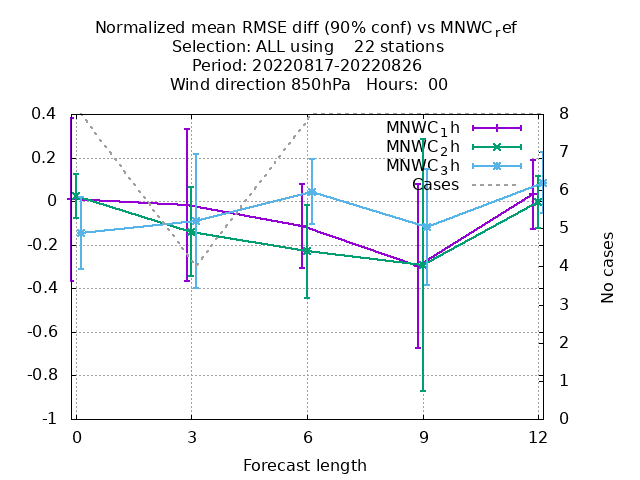 Normalized mean RMSE diff (90% conf) vs MNWC_ref
Selection: ALL using    22 stations
Period: 20220817-20220826
Wind direction 850hPa   Hours:  00
MNWC_1h
MNWC_2h
MNWC_3h
Cases
0.4
0.2
0
-0.2
-0.4
-0.6
-0.8
-1
8
7
6
5
4
3
2
1
0
No cases
0
3
6
9
12
Forecast length